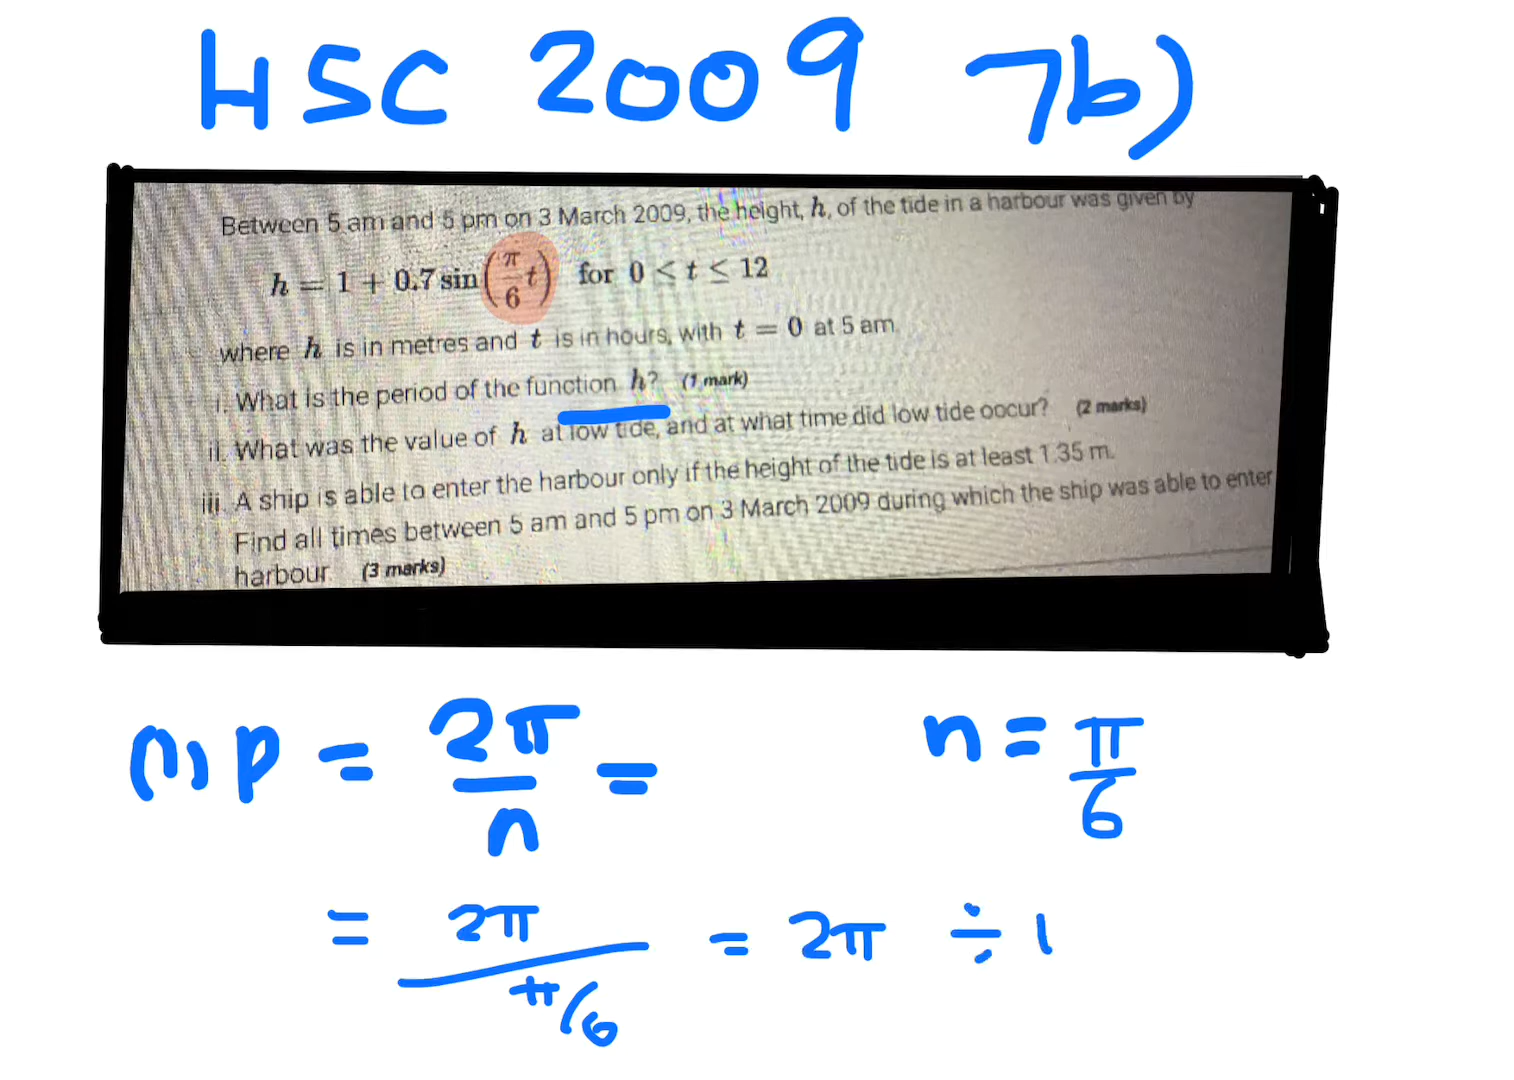 HSC 2009 7b)
Between 5 am and 5 pm on 3 March 2009, the height, h, of the tide in a harbour was given by
h = 1 + 0.7 sin(π/6 t) for 0 ≤ t ≤ 12
where h is in metres and t is in hours, with t = 0 at 5 am.
i. What is the period of the function h? (1 mark)
ii. What was the value of h at low tide, and at what time did low tide occur? (2 marks)
iii. A ship is able to enter the harbour only if the height of the tide is at least 1.35 m.
Find all times between 5 am and 5 pm on 3 March 2009 during which the ship was able to enter
harbour (3 marks)
(i) P = 2π/n = n = π/6
= 2π/π/6 = 2π ÷ 1